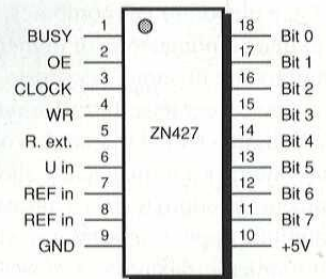 BUSY 1 18 Bit 0
OE 2 17 Bit 1
CLOCK 3 16 Bit 2
WR 4 15 Bit 3
R. ext. 5 ZN427 14 Bit 4
U in 6 13 Bit 5
REF in 7 12 Bit 6
REF in 8 11 Bit 7
GND 9 10 +5V